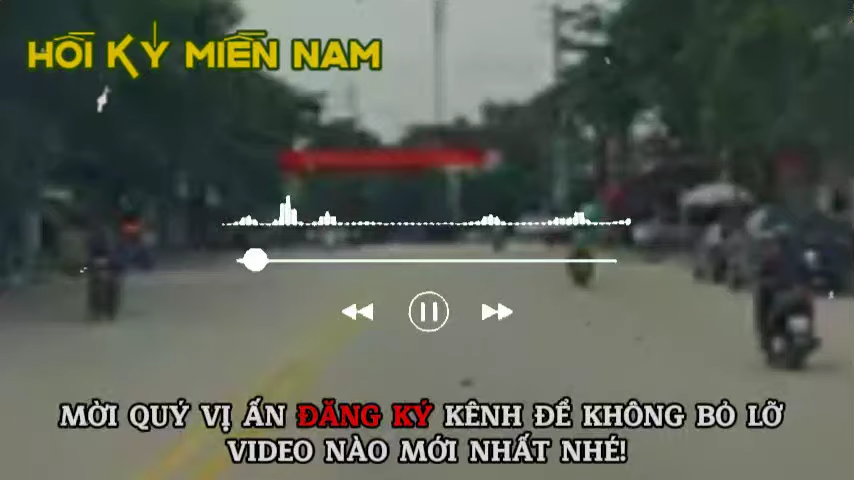 HỒI KÝ MIỀN NAM
MỜI QUÝ VỊ ẤN ĐĂNG KÝ KÊNH ĐỂ KHÔNG BỎ LỠ
VIDEO NÀO MỚI NHẤT NHÉ!